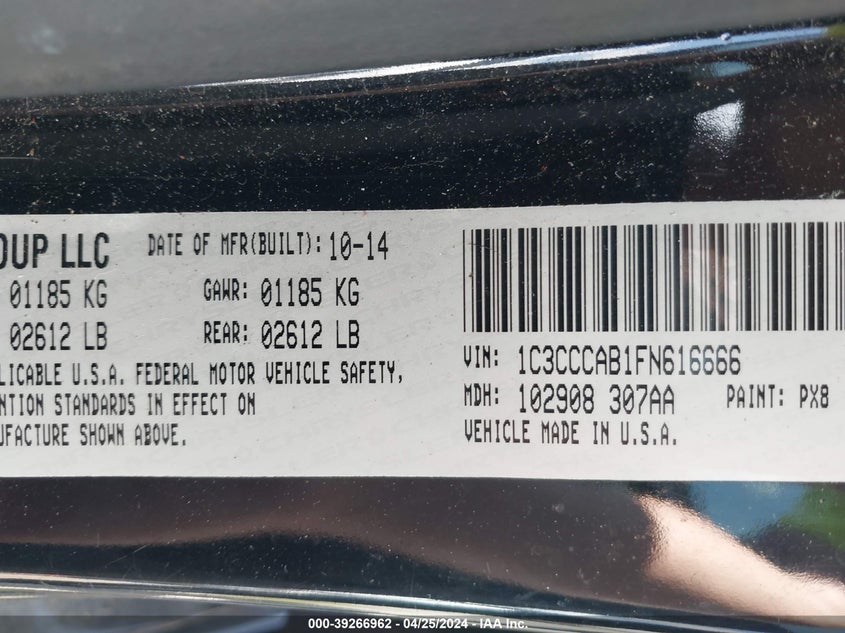 OUP LLC DATE OF MFR(BUILT): 10-14
01185 KG GAWR: 01185 KG
02612 LB REAR: 02612 LB
LICABLE U.S.A. FEDERAL MOTOR VEHICLE SAFETY,
NTION STANDARDS IN EFFECT ON
UFACTURE SHOWN ABOVE.
VIN: 1C3CCCAB1FN616666
MDH: 102908 307AA PAINT: PX8
VEHICLE MADE IN U.S.A.
000-39266962 - 04/25/2024 - IAA Inc.